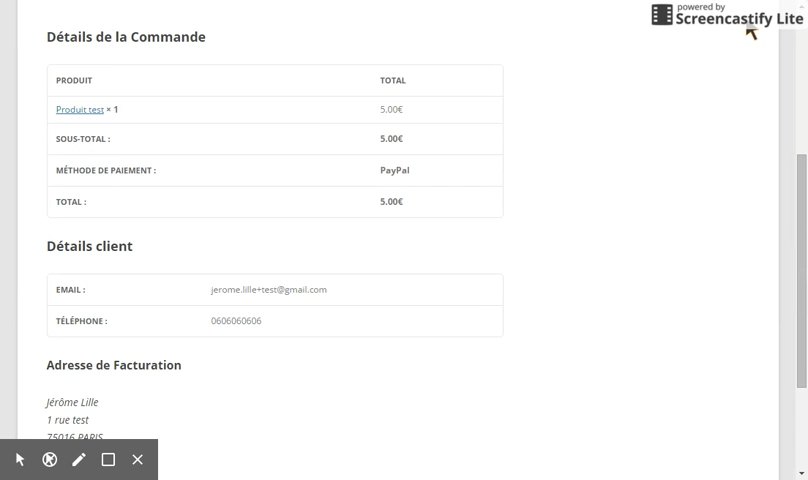 powered by
Screencastify Lite
Détails de la Commande
PRODUIT TOTAL
Produit test × 1 5.00€
SOUS-TOTAL : 5.00€
MÉTHODE DE PAIEMENT : PayPal
TOTAL : 5.00€
Détails client
EMAIL : jerome.lille+test@gmail.com
TÉLÉPHONE : 0606060606
Adresse de Facturation
Jérôme Lille
1 rue test
75016 PARIS